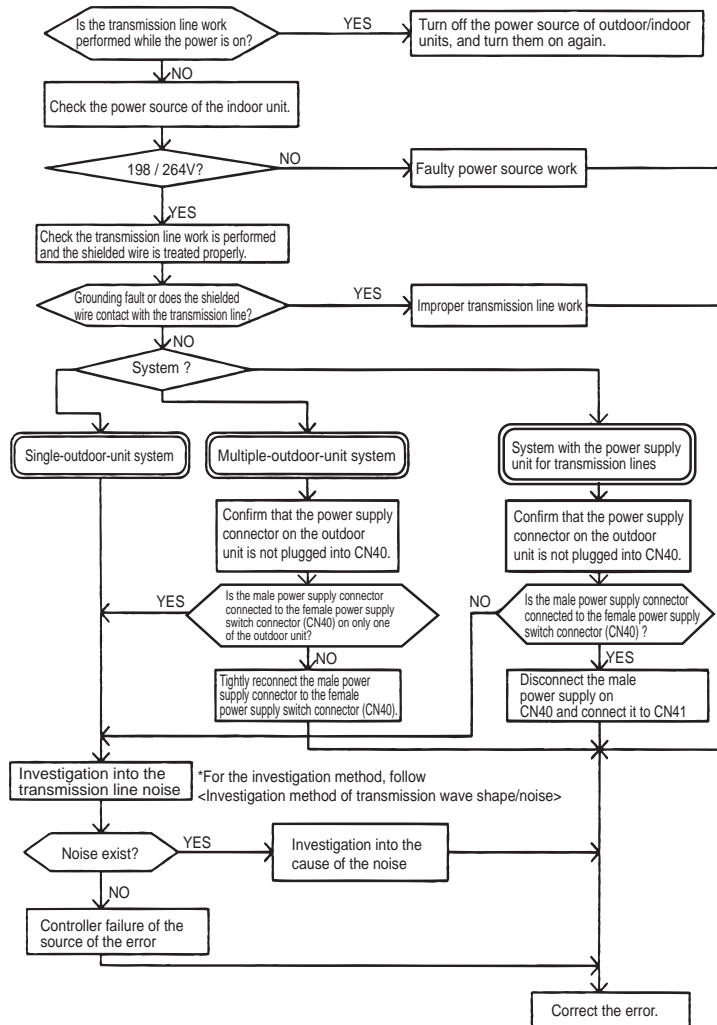 Is the transmission line work
performed while the power is on?
YES
Turn off the power source of outdoor/indoor
units, and turn them on again.
NO
Check the power source of the indoor unit.
198 / 264V?
NO
Faulty power source work
YES
Check the transmission line work is performed
and the shielded wire is treated properly.
Grounding fault or does the shielded
wire contact with the transmission line?
YES
Improper transmission line work
NO
System ?
Single-outdoor-unit system
Multiple-outdoor-unit system
System with the power supply
unit for transmission lines
Confirm that the power supply
connector on the outdoor
unit is not plugged into CN40.
Confirm that the power supply
connector on the outdoor
unit is not plugged into CN40.
YES
Is the male power supply connector
connected to the female power supply
switch connector (CN40) on only one
of the outdoor unit?
NO
Is the male power supply connector
connected to the female power supply
switch connector (CN40) ?
NO
YES
Tightly reconnect the male power
supply connector to the female
power supply switch connector (CN40).
Disconnect the male
power supply on
CN40 and connect it to CN41
Investigation into the
transmission line noise
*For the investigation method, follow
<Investigation method of transmission wave shape/noise>
Noise exist?
YES
Investigation into the
cause of the noise
NO
Controller failure of the
source of the error
Correct the error.